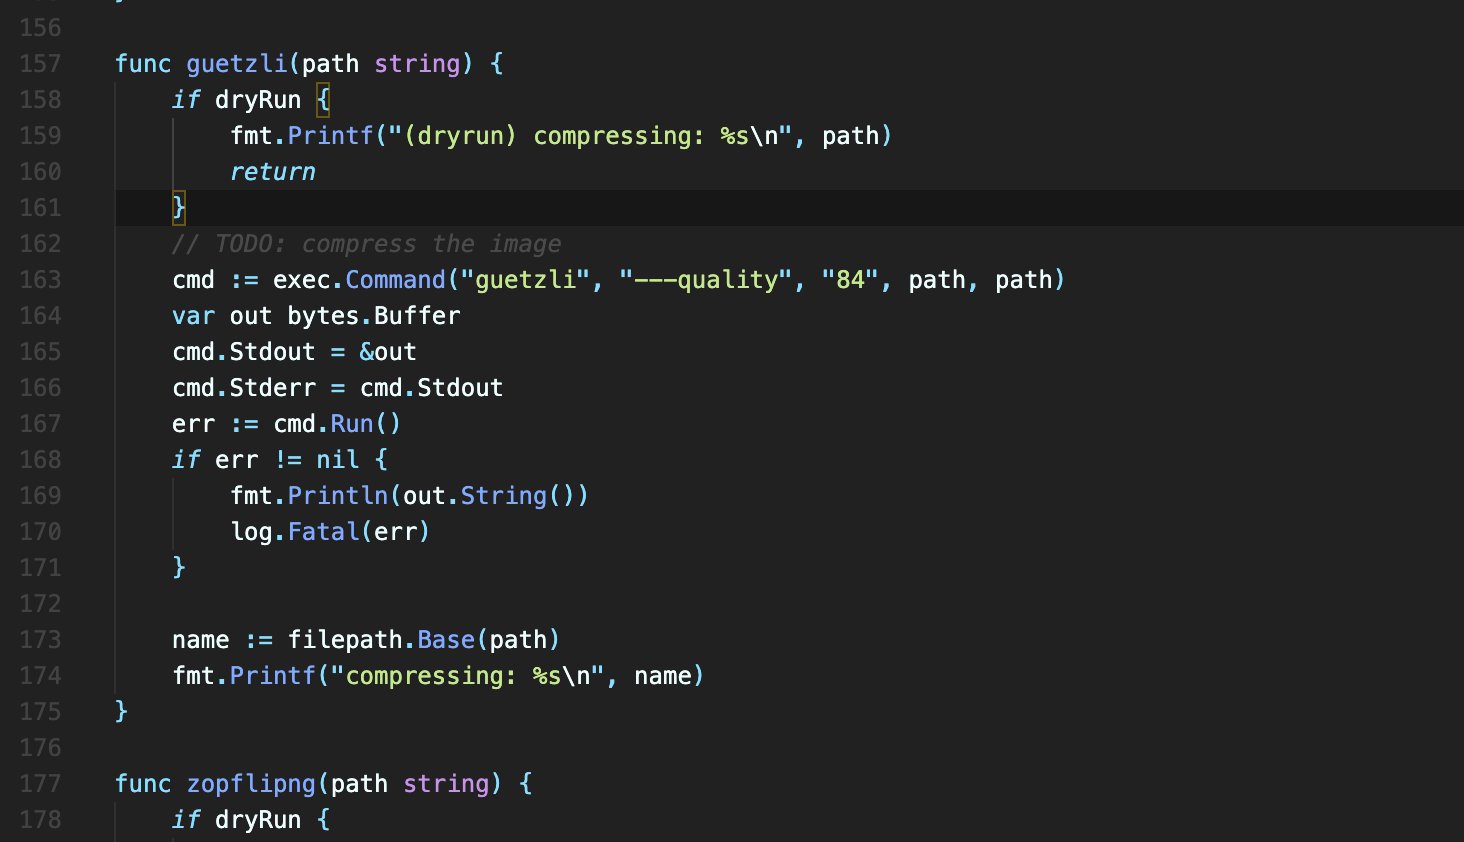 156
157 func guetzli(path string) {
158 if dryRun {
159 fmt.Printf("(dryrun) compressing: %s\n", path)
160 return
161 }
162 // TODO: compress the image
163 cmd := exec.Command("guetzli", "---quality", "84", path, path)
164 var out bytes.Buffer
165 cmd.Stdout = &out
166 cmd.Stderr = cmd.Stdout
167 err := cmd.Run()
168 if err != nil {
169 fmt.Println(out.String())
170 log.Fatal(err)
171 }
172
173 name := filepath.Base(path)
174 fmt.Printf("compressing: %s\n", name)
175 }
176
177 func zopflipng(path string) {
178 if dryRun {